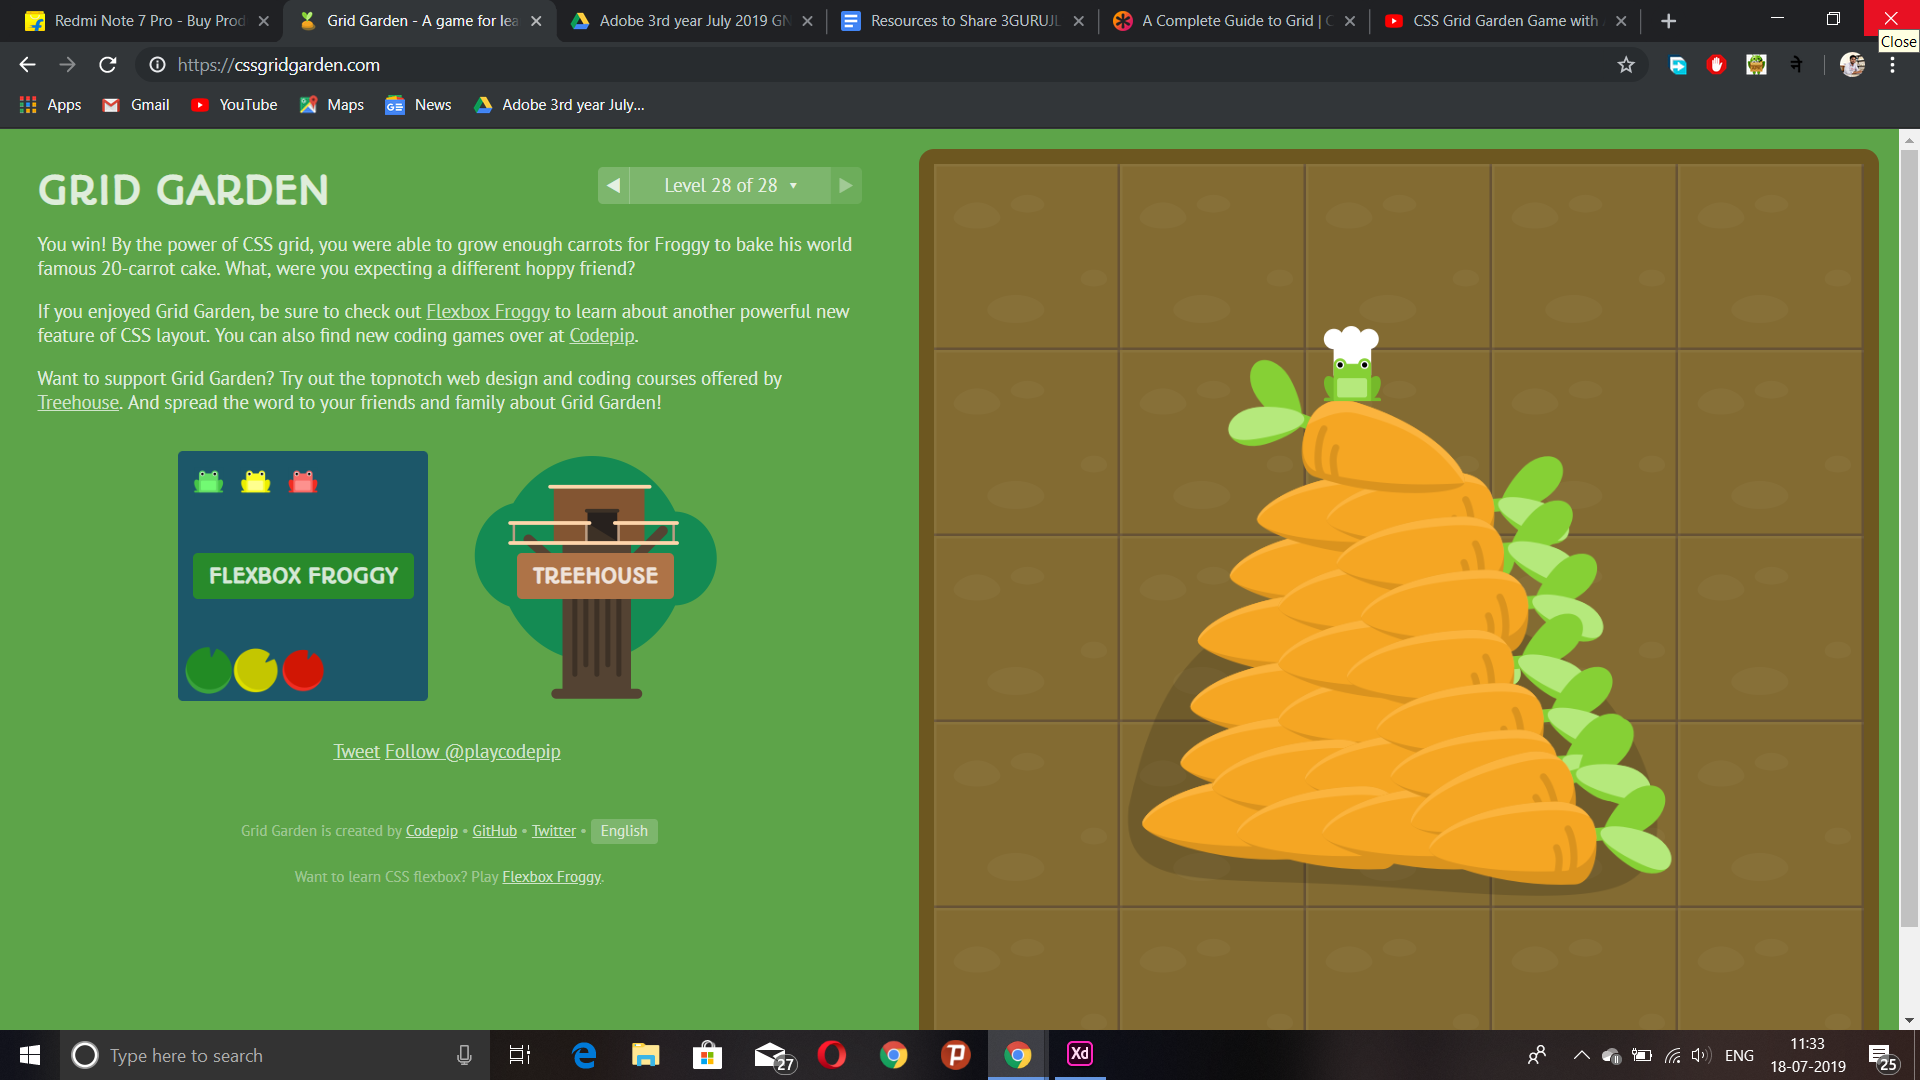 Redmi Note 7 Pro - Buy Prod
Grid Garden - A game for lea
Adobe 3rd year July 2019 GN
Resources to Share 3GURUJL
A Complete Guide to Grid | C
CSS Grid Garden Game with
Close
https://cssgridgarden.com
Apps
Gmail
YouTube
Maps
News
Adobe 3rd year July...
GRID GARDEN
Level 28 of 28
You win! By the power of CSS grid, you were able to grow enough carrots for Froggy to bake his world
famous 20-carrot cake. What, were you expecting a different hoppy friend?
If you enjoyed Grid Garden, be sure to check out Flexbox Froggy to learn about another powerful new
feature of CSS layout. You can also find new coding games over at Codepip.
Want to support Grid Garden? Try out the topnotch web design and coding courses offered by
Treehouse. And spread the word to your friends and family about Grid Garden!
FLEXBOX FROGGY
TREEHOUSE
Tweet Follow @playcodepip
Grid Garden is created by Codepip • GitHub • Twitter • English
Want to learn CSS flexbox? Play Flexbox Froggy.
Type here to search
27
Xd
ENG
11:33
18-07-2019
25